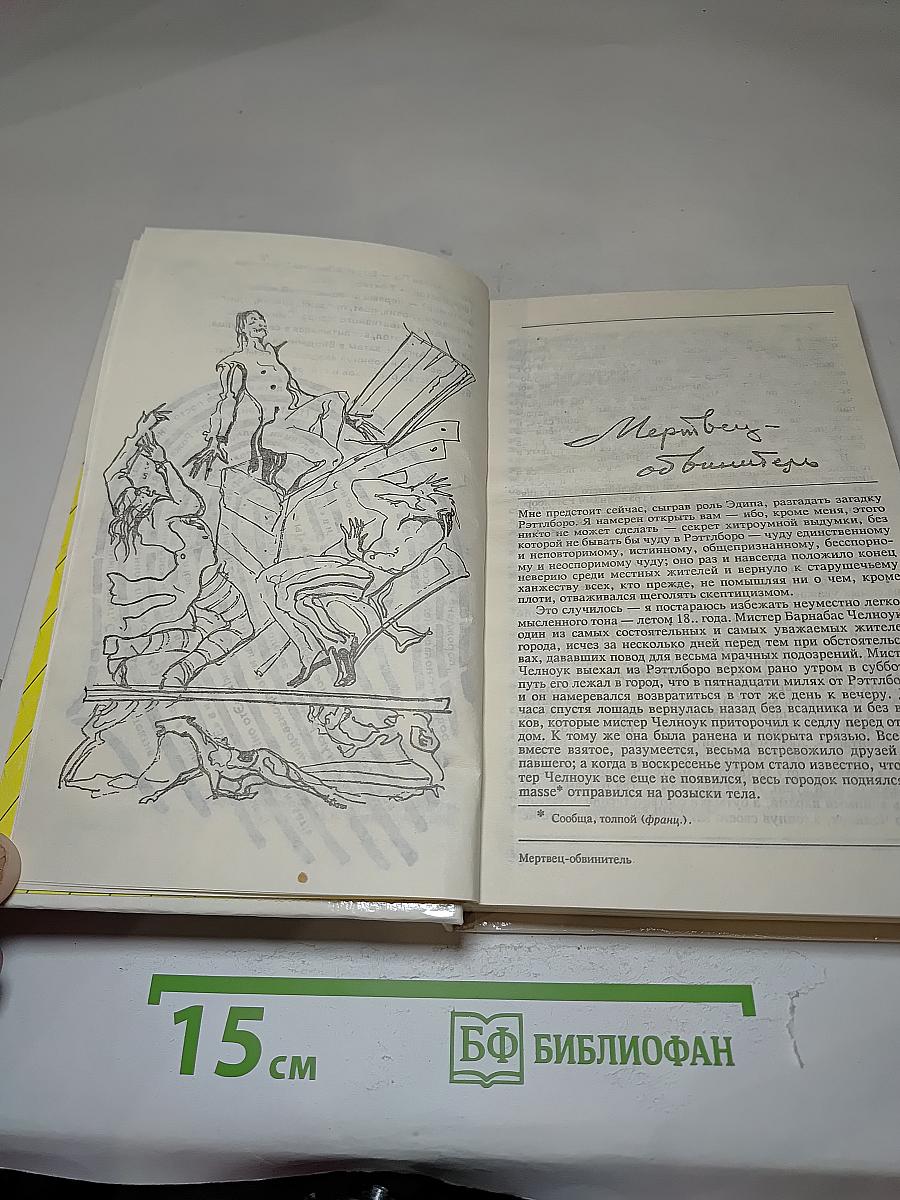 Мертвец-
обвинитель
Мне предстоит сейчас, сыграв роль Эдипа, разгадать загадку
Рэттлборо. Я намерен открыть вам — ибо, кроме меня, этого
никто не может сделать — секрет хитроумной выдумки, без
которой не бывать бы чуду в Рэттлборо — чуду единственному
и неповторимому, истинному, общепризнанному, бесспорно-
му и неоспоримому чуду; оно раз и навсегда положило конец
неверию среди местных жителей и вернуло к старушечьему
ханжеству всех, кто прежде, не помышляя ни о чем, кроме
плоти, отваживался щеголять скептицизмом.
Это случилось — я постараюсь избежать неуместно легко-
мысленного тона — летом 18.. года. Мистер Барнабас Челноук,
один из самых состоятельных и самых уважаемых жителе
города, исчез за несколько дней перед тем при обстоятельс
вах, дававших повод для весьма мрачных подозрений. Мист
Челноук выехал из Рэттлборо верхом рано утром в суббот
путь его лежал в город, что в пятнадцати милях от Рэттлбо
и он намеревался возвратиться в тот же день к вечеру.
часа спустя лошадь вернулась назад без всадника и без в
ков, которые мистер Челноук приторочил к седлу перед от
дом. К тому же она была ранена и покрыта грязью. Все
вместе взятое, разумеется, весьма встревожило друзей
павшего; а когда в воскресенье утром стало известно, что
тер Челноук все еще не появился, весь городок поднялся
masse* отправился на розыски тела.
* Сообща, толпой (франц.).
Мертвец-обвинитель
15 см
БФ БИБЛИОФАН